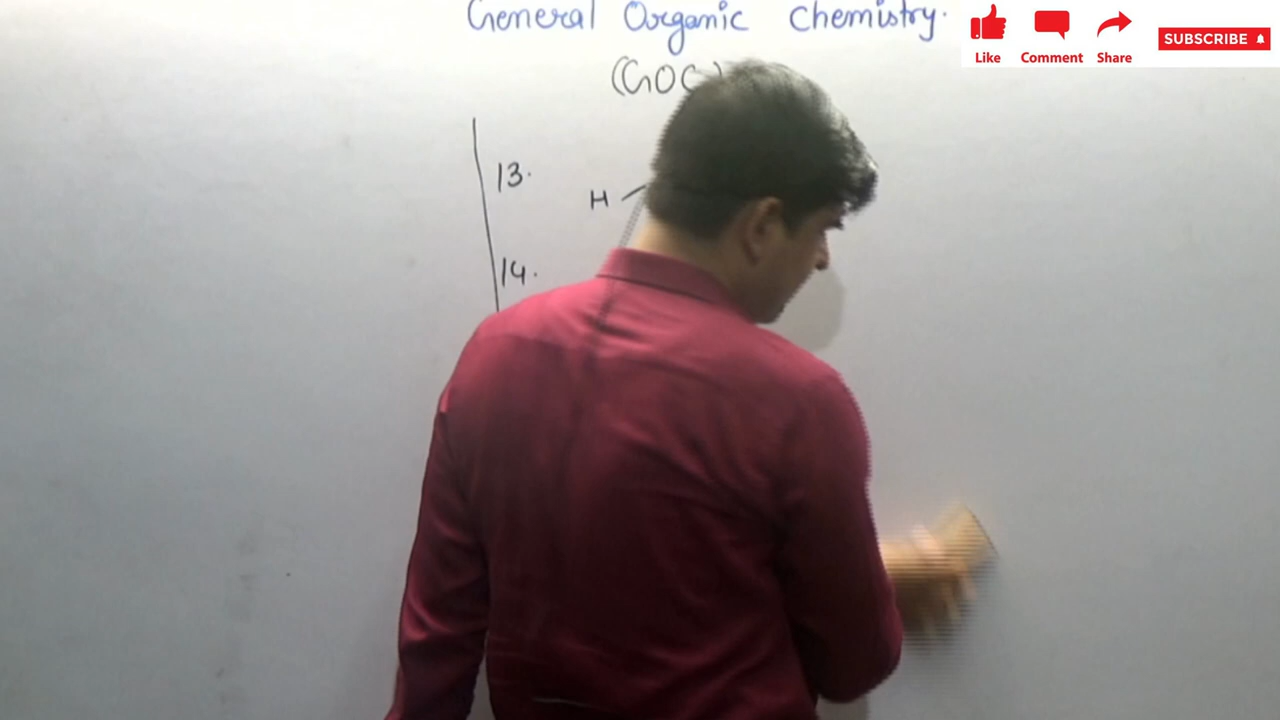 General Organic Chemistry.
(GOC)
Like Comment Share SUBSCRIBE
13.
H
14.